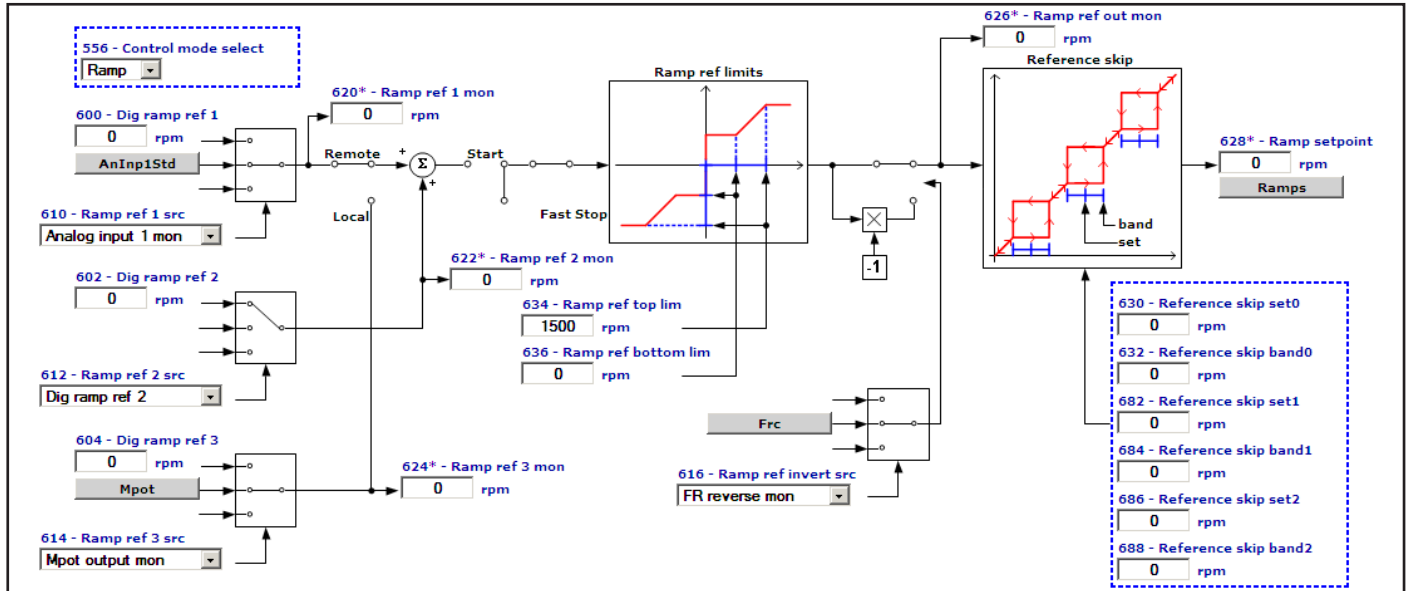 556 - Control mode select
Ramp
600 - Dig ramp ref 1
0 rpm
AnInp1Std
610 - Ramp ref 1 src
Analog input 1 mon
620* - Ramp ref 1 mon
0 rpm
Remote
Local
+
Σ
+
Start
Fast Stop
602 - Dig ramp ref 2
0 rpm
612 - Ramp ref 2 src
Dig ramp ref 2
622* - Ramp ref 2 mon
0 rpm
604 - Dig ramp ref 3
0 rpm
Mpot
614 - Ramp ref 3 src
Mpot output mon
624* - Ramp ref 3 mon
0 rpm
Ramp ref limits
634 - Ramp ref top lim
1500 rpm
636 - Ramp ref bottom lim
0 rpm
×
-1
Frc
616 - Ramp ref invert src
FR reverse mon
626* - Ramp ref out mon
0 rpm
Reference skip
band
set
628* - Ramp setpoint
0 rpm
Ramps
630 - Reference skip set0
0 rpm
632 - Reference skip band0
0 rpm
682 - Reference skip set1
0 rpm
684 - Reference skip band1
0 rpm
686 - Reference skip set2
0 rpm
688 - Reference skip band2
0 rpm